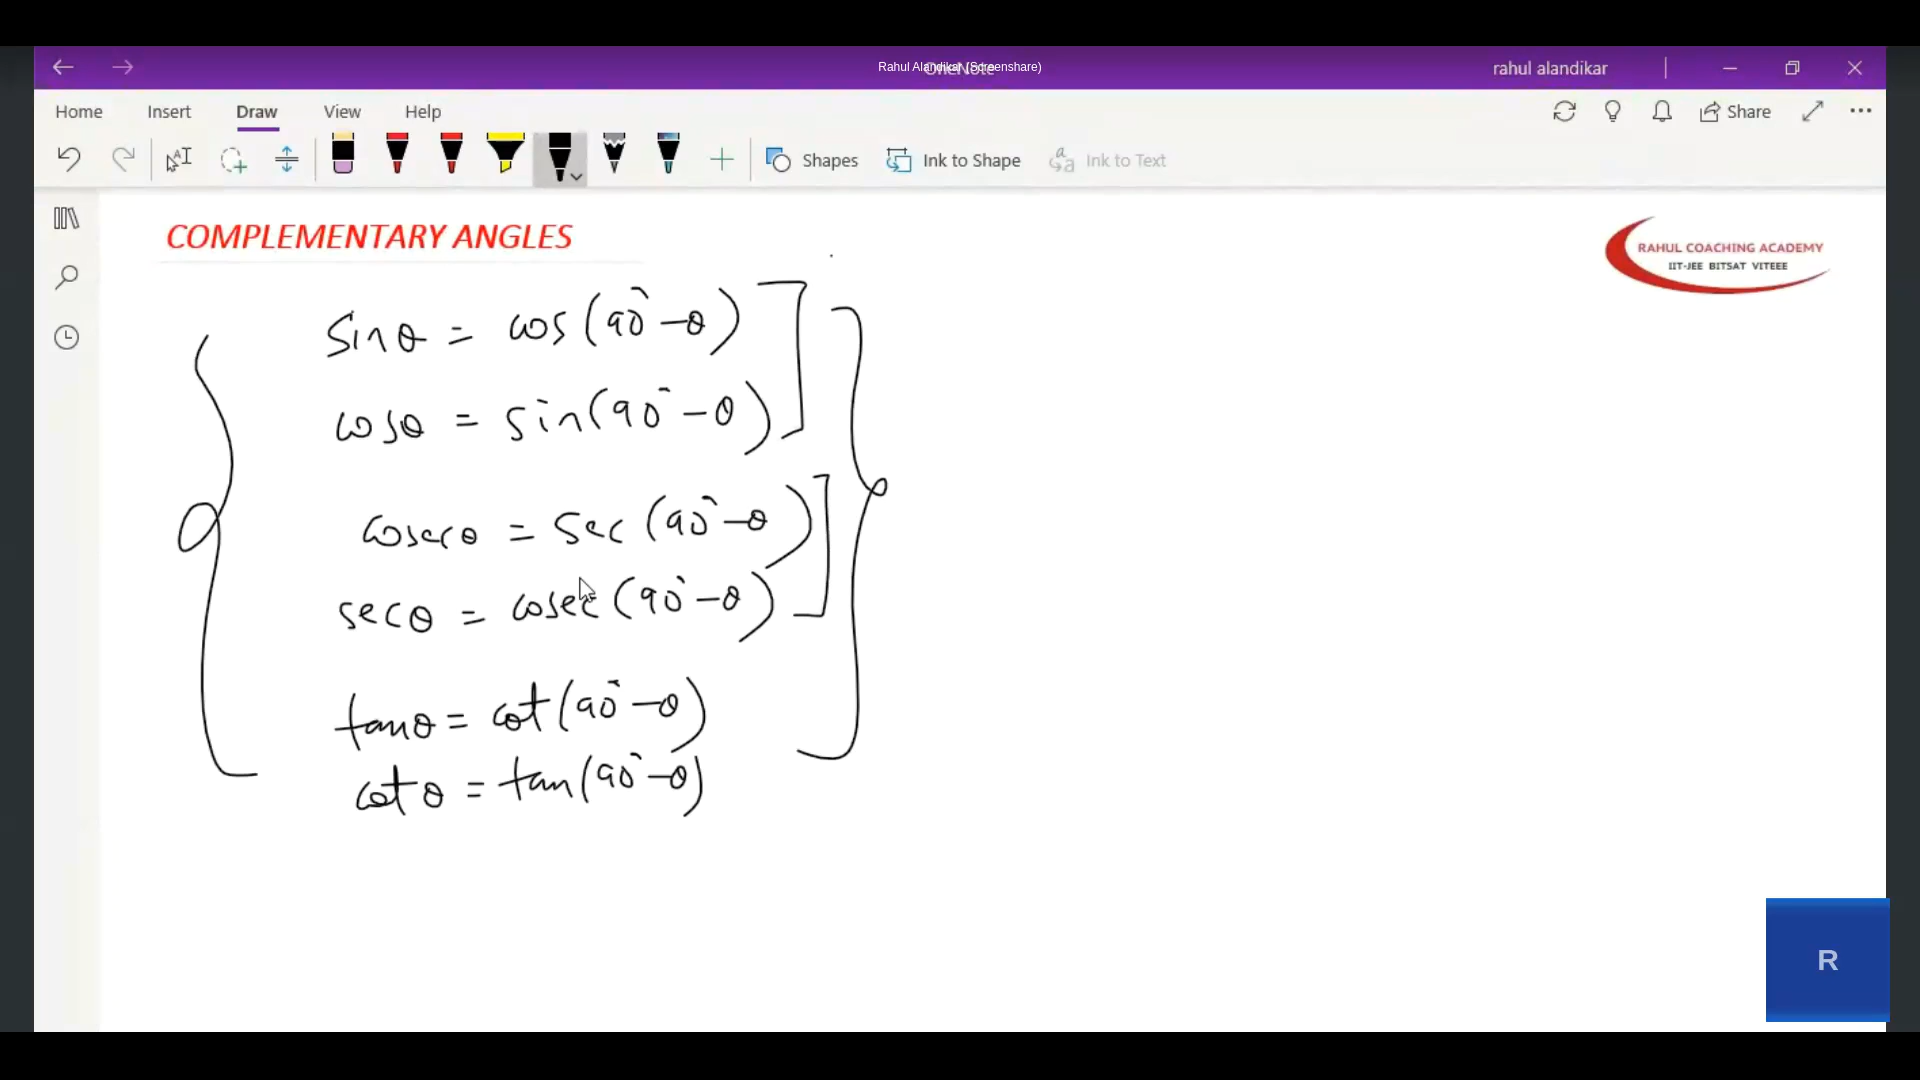 Rahul Alandikar (Screenshare)
rahul alandikar
Home Insert Draw View Help
Share
Shapes Ink to Shape Ink to Text
COMPLEMENTARY ANGLES
RAHUL COACHING ACADEMY
IIT-JEE BITSAT VITEEE
sinθ = cos(90°-θ)
cosθ = sin(90°-θ)
cosecθ = sec(90°-θ)
secθ = cosec(90°-θ)
tanθ = cot(90°-θ)
cotθ = tan(90°-θ)
R